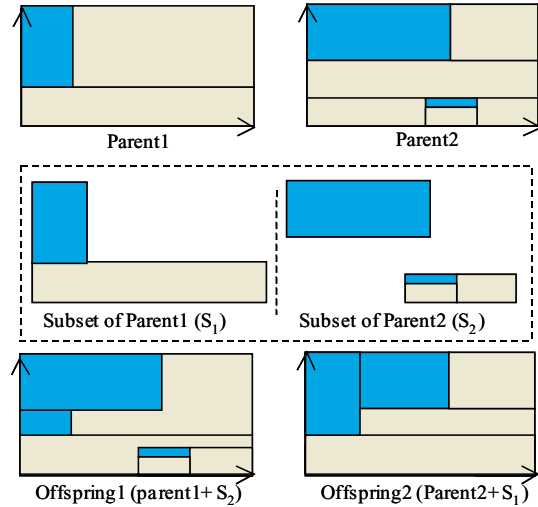 Parent1
Parent2
Subset of Parent1 (S1)
Subset of Parent2 (S2)
Offspring1 (parent1+ S2)
Offspring2 (Parent2+ S1)